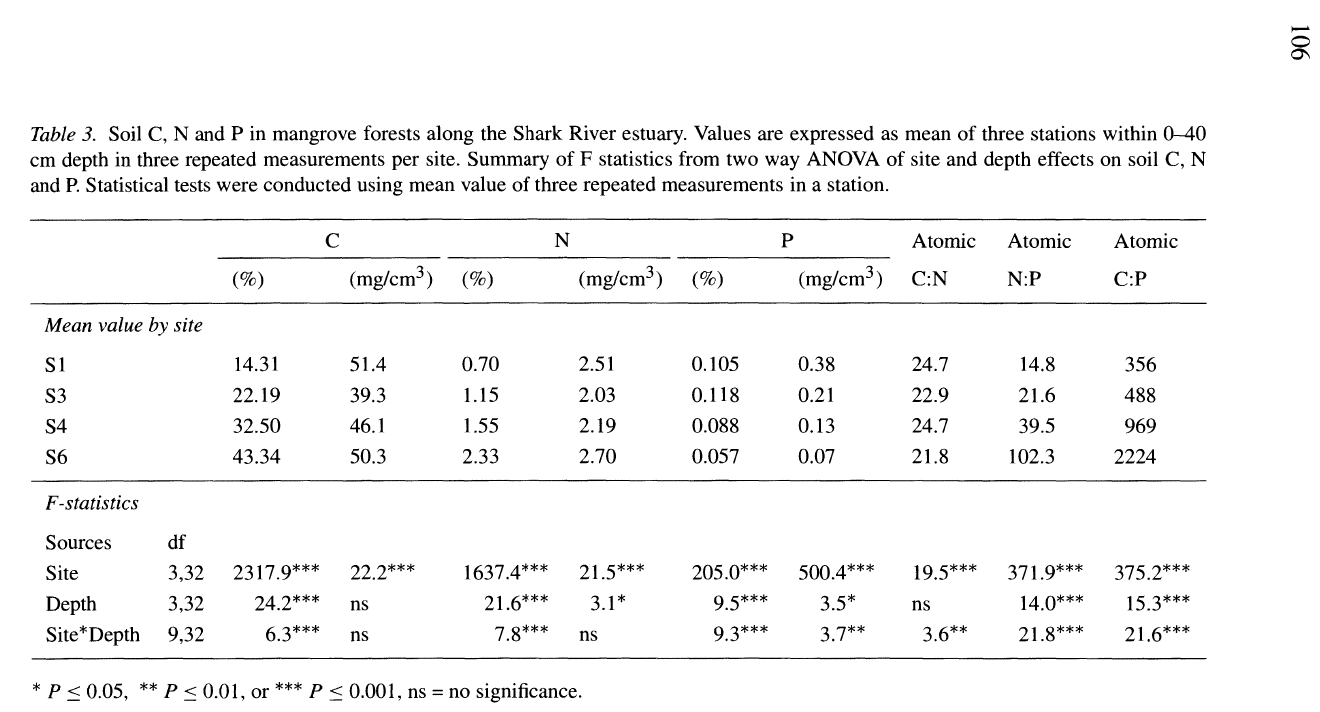 106
Table 3. Soil C, N and P in mangrove forests along the Shark River estuary. Values are expressed as mean of three stations within 0–40
cm depth in three repeated measurements per site. Summary of F statistics from two way ANOVA of site and depth effects on soil C, N
and P. Statistical tests were conducted using mean value of three repeated measurements in a station.
C N P Atomic Atomic Atomic
(%) (mg/cm³) (%) (mg/cm³) (%) (mg/cm³) C:N N:P C:P
Mean value by site
S1 14.31 51.4 0.70 2.51 0.105 0.38 24.7 14.8 356
S3 22.19 39.3 1.15 2.03 0.118 0.21 22.9 21.6 488
S4 32.50 46.1 1.55 2.19 0.088 0.13 24.7 39.5 969
S6 43.34 50.3 2.33 2.70 0.057 0.07 21.8 102.3 2224
F-statistics
Sources df
Site 3,32 2317.9*** 22.2*** 1637.4*** 21.5*** 205.0*** 500.4*** 19.5*** 371.9*** 375.2***
Depth 3,32 24.2*** ns 21.6*** 3.1* 9.5*** 3.5* ns 14.0*** 15.3***
Site*Depth 9,32 6.3*** ns 7.8*** ns 9.3*** 3.7** 3.6** 21.8*** 21.6***
* P ≤ 0.05, ** P ≤ 0.01, or *** P ≤ 0.001, ns = no significance.